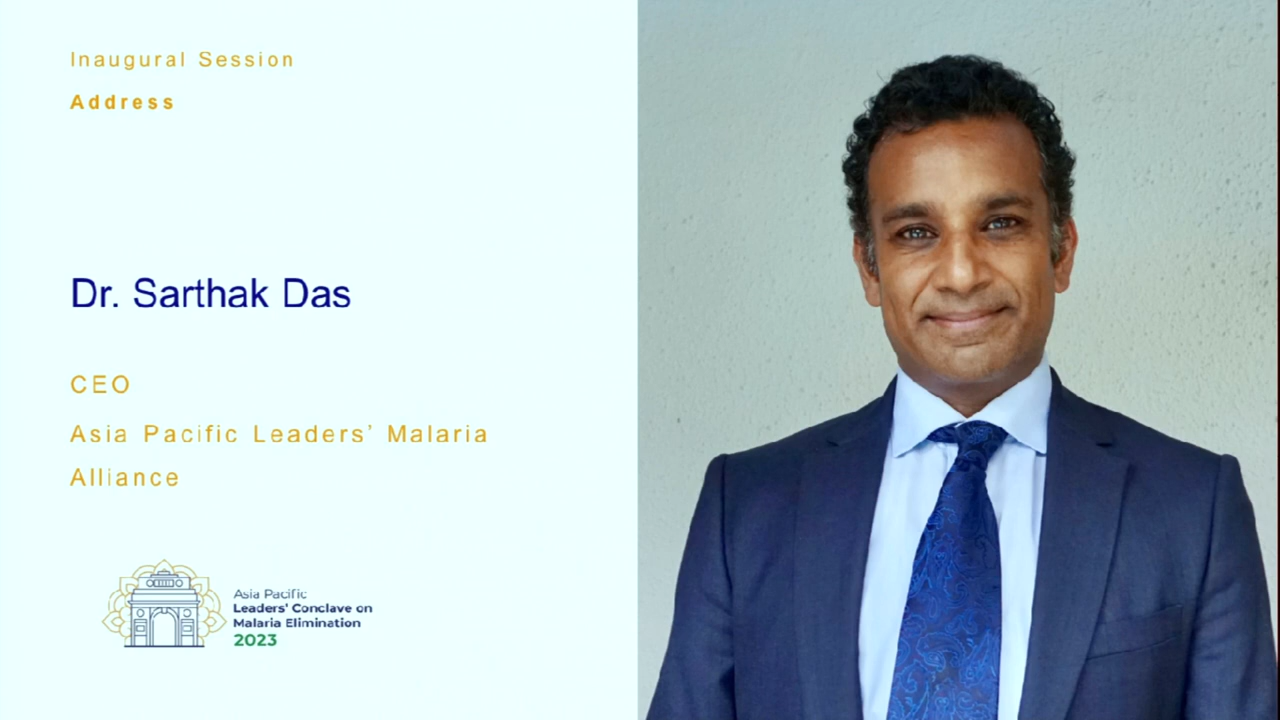 Inaugural Session
Address
Dr. Sarthak Das
CEO
Asia Pacific Leaders’ Malaria
Alliance
Asia Pacific
Leaders' Conclave on
Malaria Elimination
2023